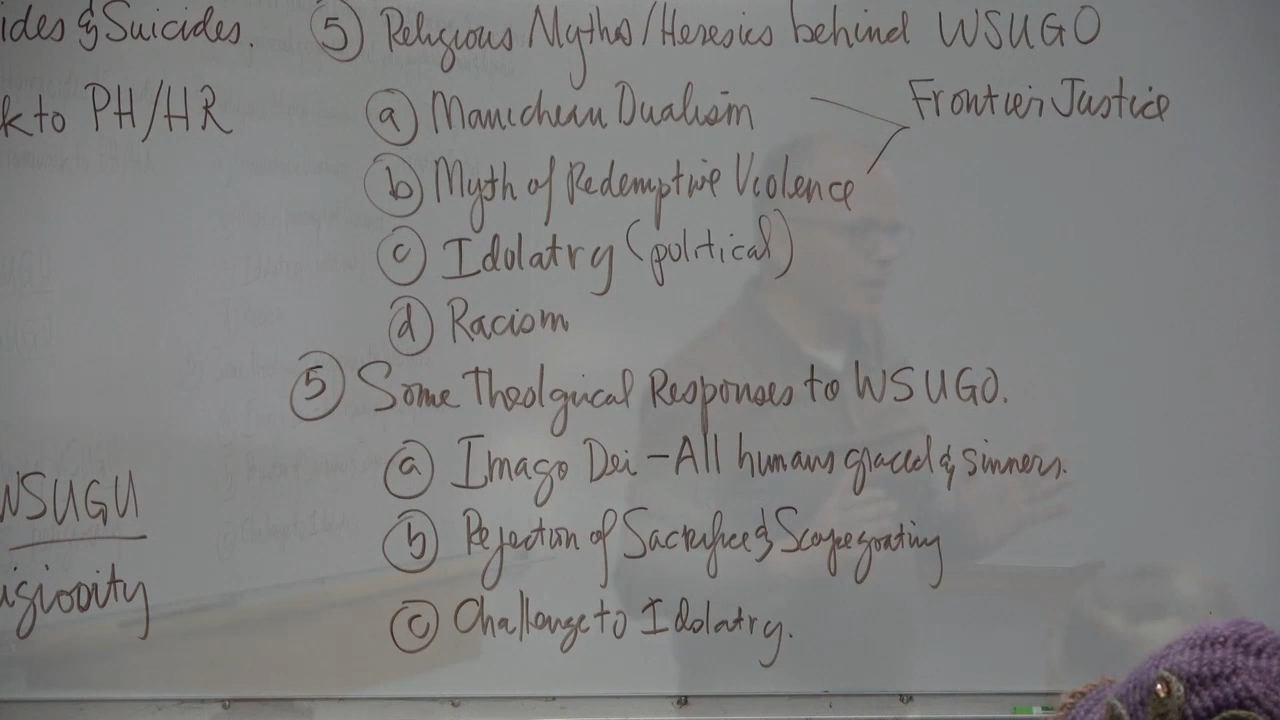 ides & Suicides.
k to PH/HR
WSUGU
igiosity
⑤ Religious Myths/Heresies behind WSUGO
ⓐ Manichean Dualism
Frontier Justice
ⓑ Myth of Redemptive Violence
ⓒ Idolatry (political)
ⓓ Racism
⑤ Some Theolgical Responses to WSUGO.
ⓐ Imago Dei - All humans graced & sinners.
ⓑ Rejection of Sacrifice & Scapegoating
ⓒ Challenge to Idolatry.